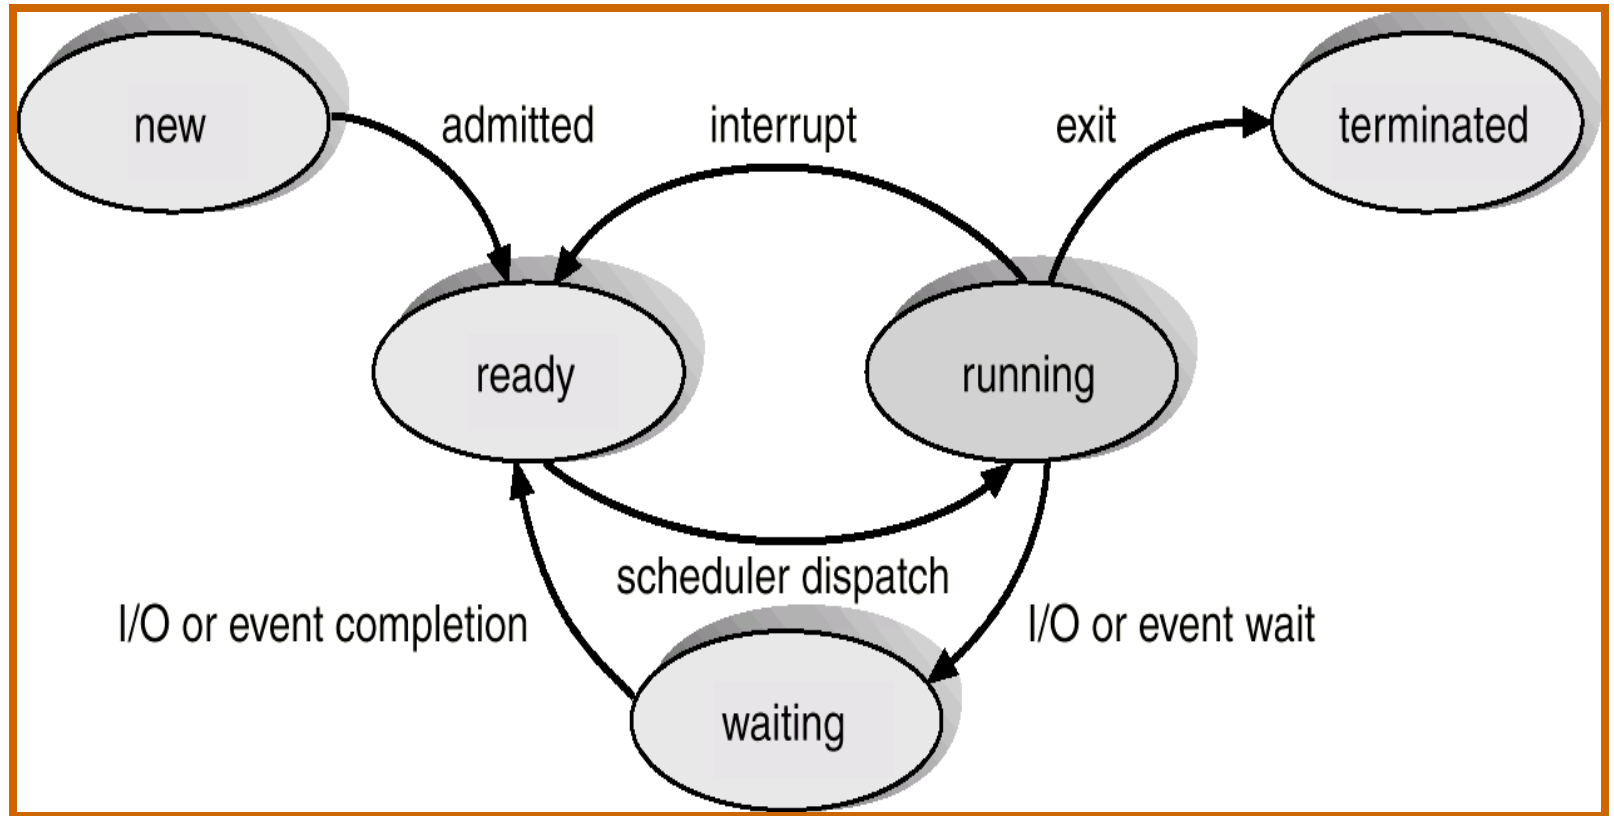 new
admitted
interrupt
exit
terminated
ready
running
scheduler dispatch
I/O or event completion
I/O or event wait
waiting